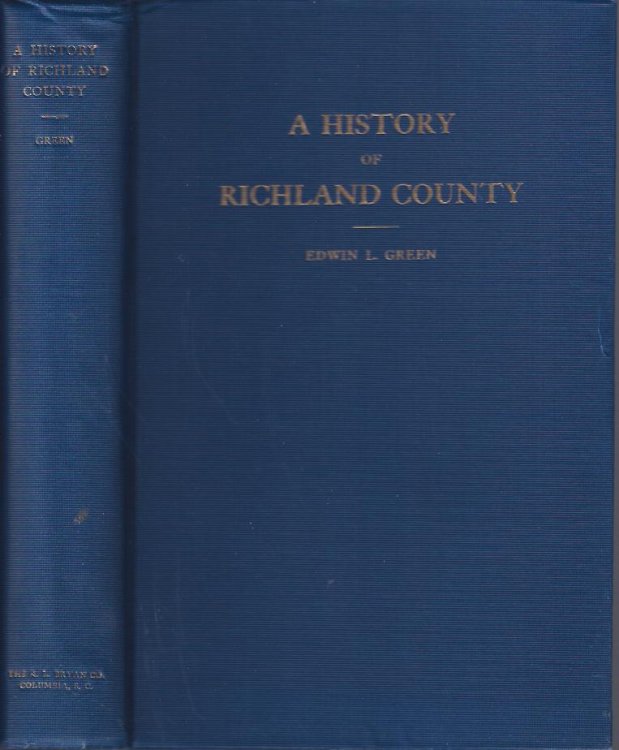 A HISTORY
OF RICHLAND
COUNTY
GREEN
THE R. L. BRYAN CO.
COLUMBIA, S. C.
A HISTORY
OF
RICHLAND COUNTY
EDWIN L. GREEN